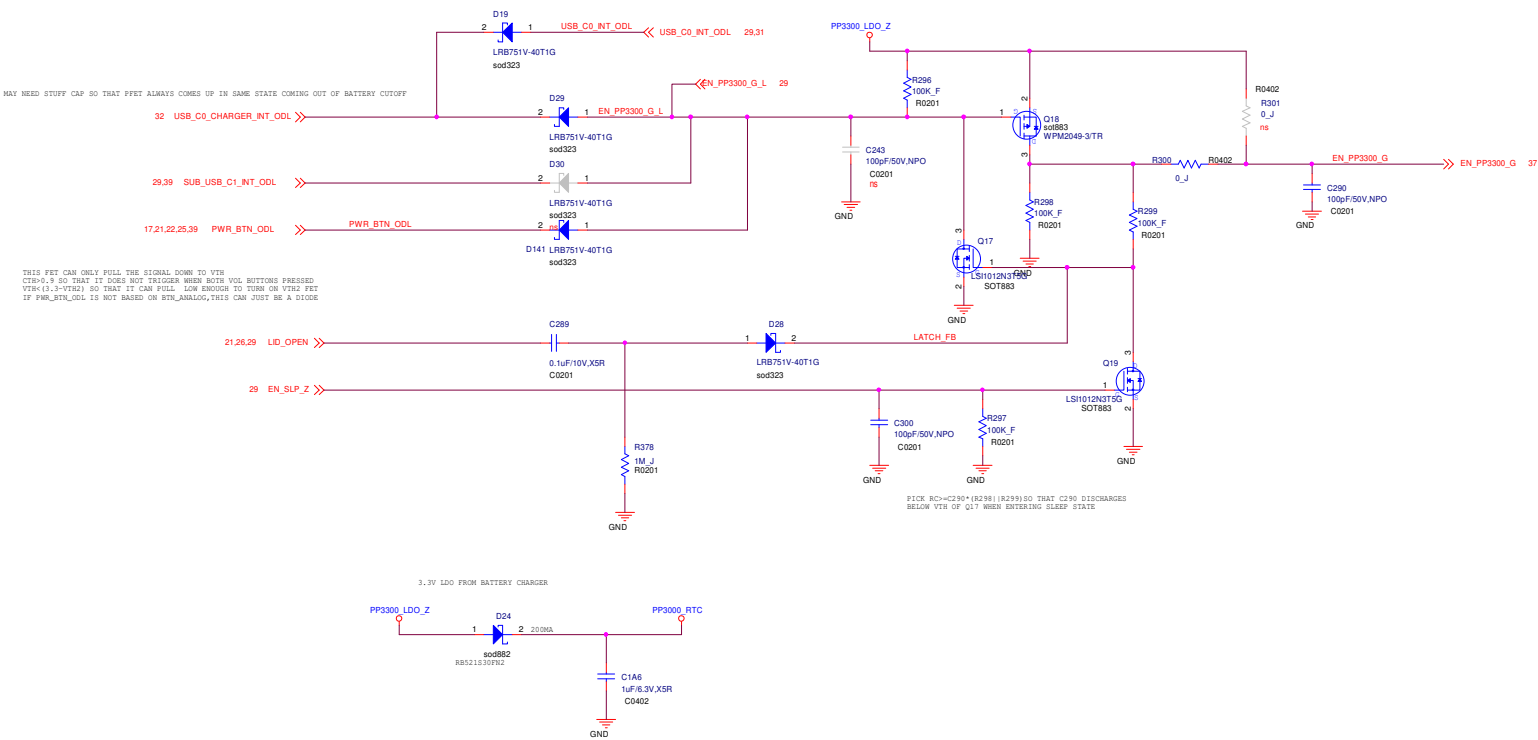 D19
2
1
USB_C0_INT_ODL
USB_C0_INT_ODL 29,31
LRB751V-40T1G
sod323
PP3300_LDO_Z
EN_PP3300_G_L 29
R296
100K_F
R0201
R0402
R301
0_J
ns
MAY NEED STUFF CAP SO THAT PFET ALWAYS COMES UP IN SAME STATE COMING OUT OF BATTERY CUTOFF
32 USB_C0_CHARGER_INT_ODL
D29
2
1
EN_PP3300_G_L
LRB751V-40T1G
sod323
1
2
3
Q18
sot883
WPM2049-3/TR
C243
100pF/50V,NPO
C0201
ns
GND
D30
29,39 SUB_USB_C1_INT_ODL
2
1
LRB751V-40T1G
sod323
ns
R300
R0402
0_J
EN_PP3300_G
EN_PP3300_G 37
C290
100pF/50V,NPO
C0201
GND
R298
100K_F
R0201
GND
R299
100K_F
R0201
17,21,22,25,39 PWR_BTN_ODL
PWR_BTN_ODL
2
1
D141
LRB751V-40T1G
sod323
3
Q17
1
LSI1012N3T5G
SOT883
2
GND
THIS FET CAN ONLY PULL THE SIGNAL DOWN TO VTH
CTH>0.9 SO THAT IT DOES NOT TRIGGER WHEN BOTH VOL BUTTONS PRESSED
VTH<(3.3-VTH2) SO THAT IT CAN PULL LOW ENOUGH TO TURN ON VTH2 FET
IF PWR_BTN_ODL IS NOT BASED ON BTN_ANALOG,THIS CAN JUST BE A DIODE
21,26,29 LID_OPEN
C289
0.1uF/10V,X5R
C0201
D28
1
2
LRB751V-40T1G
sod323
LATCH_FB
29 EN_SLP_Z
3
Q19
1
LSI1012N3T5G
SOT883
2
GND
C300
100pF/50V,NPO
C0201
GND
R297
100K_F
R0201
GND
R378
1M_J
R0201
GND
PICK RC>=C290*(R298||R299)SO THAT C290 DISCHARGES
BELOW VTH OF Q17 WHEN ENTERING SLEEP STATE
3.3V LDO FROM BATTERY CHARGER
PP3300_LDO_Z
D24
1
2
200MA
sod882
RB521S30FN2
PP3000_RTC
C1A6
1uF/6.3V,X5R
C0402
GND